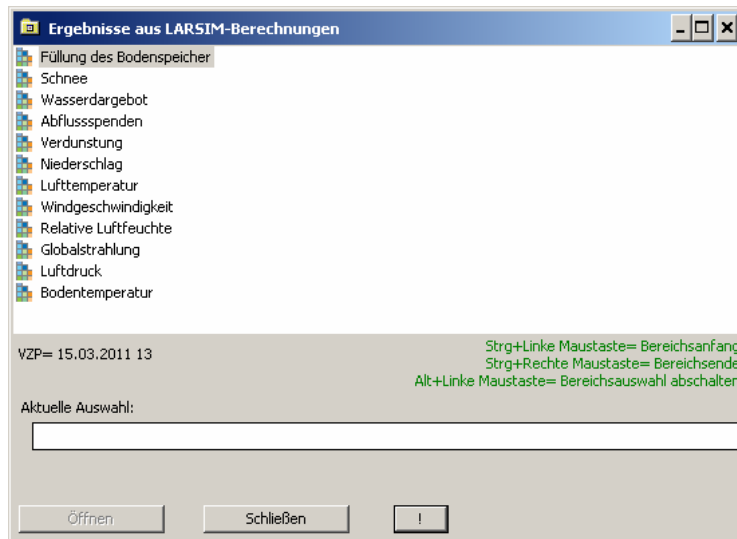 Ergebnisse aus LARSIM-Berechnungen
Füllung des Bodenspeicher
Schnee
Wasserdargebot
Abflussspenden
Verdunstung
Niederschlag
Lufttemperatur
Windgeschwindigkeit
Relative Luftfeuchte
Globalstrahlung
Luftdruck
Bodentemperatur
VZP= 15.03.2011 13
Strg+Linke Maustaste= Bereichsanfang
Strg+Rechte Maustaste= Bereichsende
Alt+Linke Maustaste= Bereichsauswahl abschalten
Aktuelle Auswahl:
Öffnen
Schließen
!